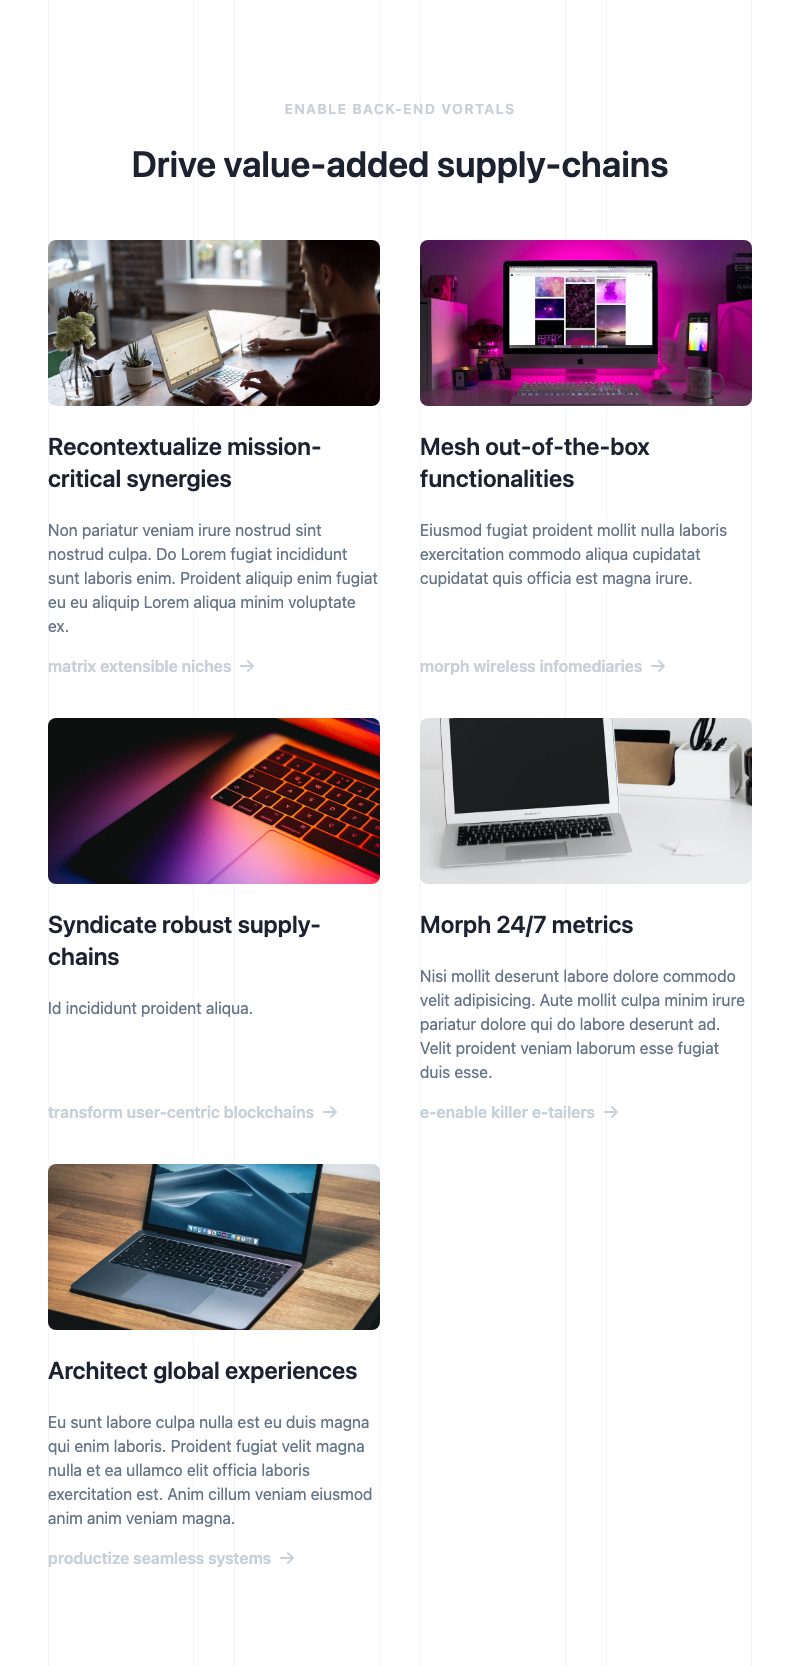 ENABLE BACK-END VORTALS
Drive value-added supply-chains
Recontextualize mission-
critical synergies
Non pariatur veniam irure nostrud sint
nostrud culpa. Do Lorem fugiat incididunt
sunt laboris enim. Proident aliquip enim fugiat
eu eu aliquip Lorem aliqua minim voluptate
ex.
matrix extensible niches →
Mesh out-of-the-box
functionalities
Eiusmod fugiat proident mollit nulla laboris
exercitation commodo aliqua cupidatat
cupidatat quis officia est magna irure.
morph wireless infomediaries →
Syndicate robust supply-
chains
Id incididunt proident aliqua.
transform user-centric blockchains →
Morph 24/7 metrics
Nisi mollit deserunt labore dolore commodo
velit adipisicing. Aute mollit culpa minim irure
pariatur dolore qui do labore deserunt ad.
Velit proident veniam laborum esse fugiat
duis esse.
e-enable killer e-tailers →
Architect global experiences
Eu sunt labore culpa nulla est eu duis magna
qui enim laboris. Proident fugiat velit magna
nulla et ea ullamco elit officia laboris
exercitation est. Anim cillum veniam eiusmod
anim anim veniam magna.
productize seamless systems →